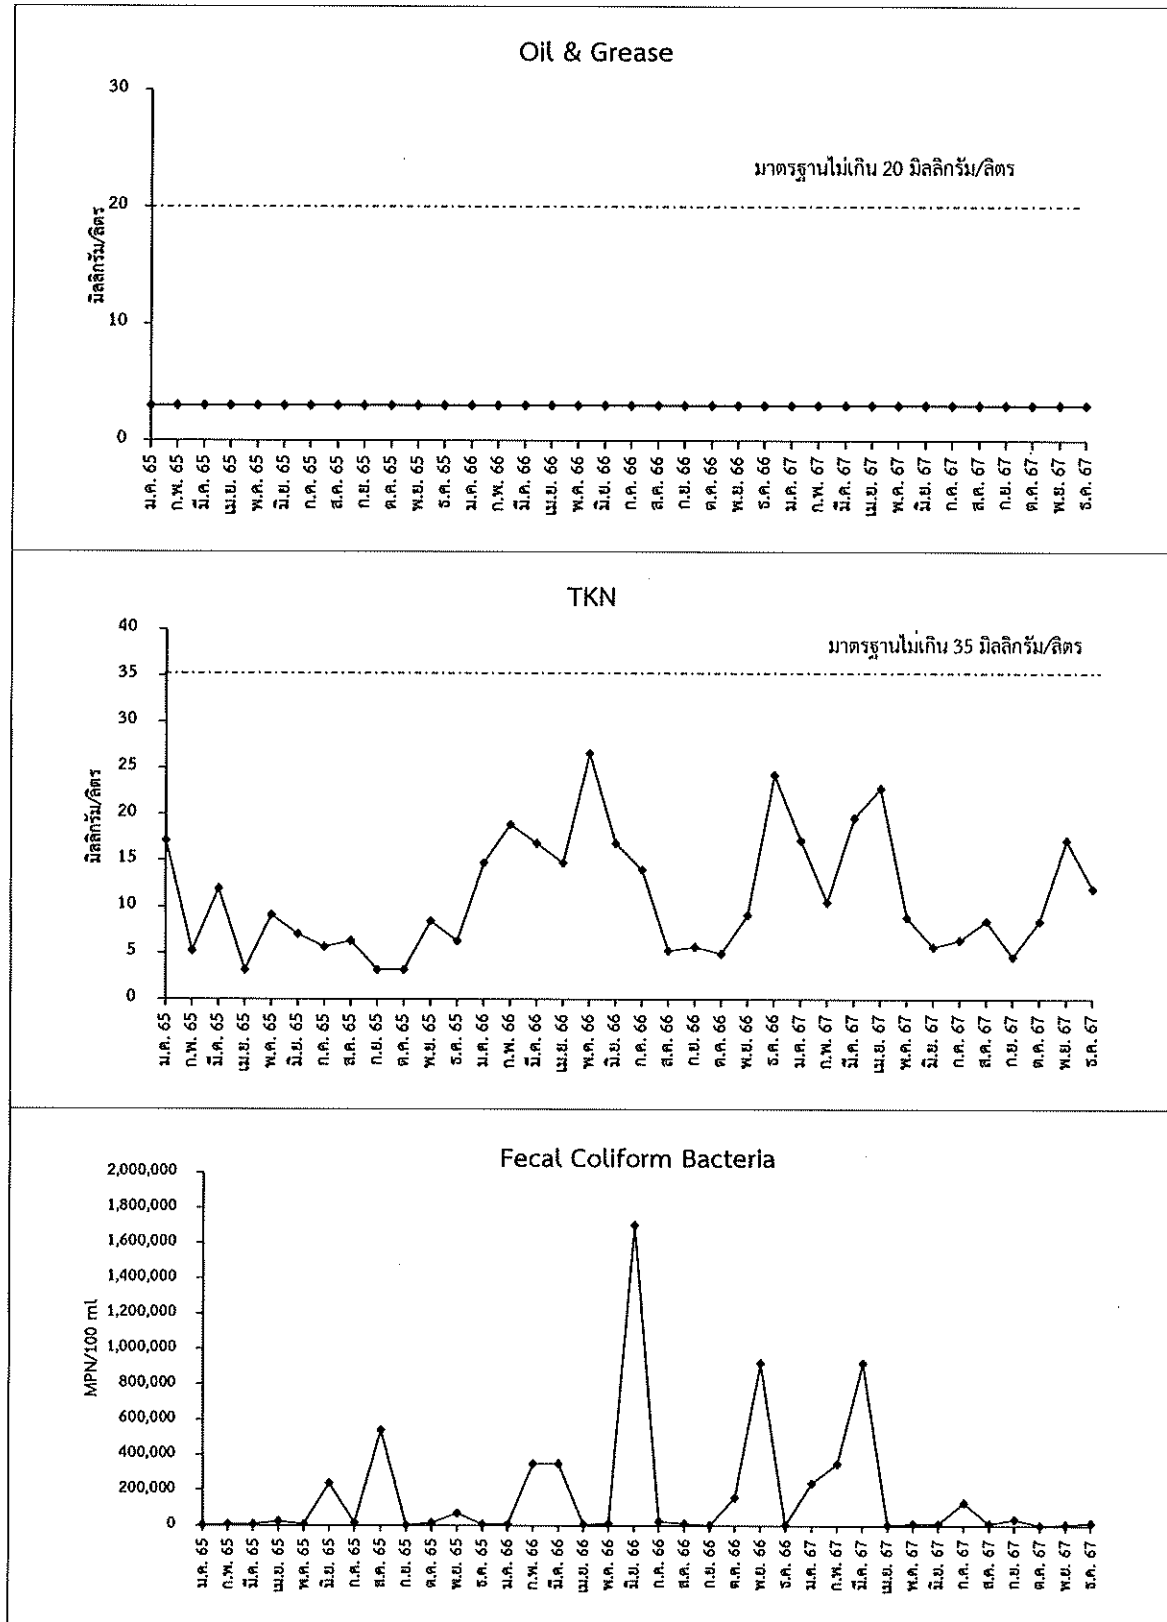 Oil & Grease
30
20
10
0
มิลลิกรัม/ลิตร
มาตรฐานไม่เกิน 20 มิลลิกรัม/ลิตร
ม.ค. 65 ก.พ. 65 มี.ค. 65 เม.ย. 65 พ.ค. 65 มิ.ย. 65 ก.ค. 65 ส.ค. 65 ก.ย. 65 ต.ค. 65 พ.ย. 65 ธ.ค. 65 ม.ค. 66 ก.พ. 66 มี.ค. 66 เม.ย. 66 พ.ค. 66 มิ.ย. 66 ก.ค. 66 ส.ค. 66 ก.ย. 66 ต.ค. 66 พ.ย. 66 ธ.ค. 66 ม.ค. 67 ก.พ. 67 มี.ค. 67 เม.ย. 67 พ.ค. 67 มิ.ย. 67 ก.ค. 67 ส.ค. 67 ก.ย. 67 ต.ค. 67 พ.ย. 67 ธ.ค. 67
TKN
40
35
30
25
20
15
10
5
0
มิลลิกรัม/ลิตร
มาตรฐานไม่เกิน 35 มิลลิกรัม/ลิตร
ม.ค. 65 ก.พ. 65 มี.ค. 65 เม.ย. 65 พ.ค. 65 มิ.ย. 65 ก.ค. 65 ส.ค. 65 ก.ย. 65 ต.ค. 65 พ.ย. 65 ธ.ค. 65 ม.ค. 66 ก.พ. 66 มี.ค. 66 เม.ย. 66 พ.ค. 66 มิ.ย. 66 ก.ค. 66 ส.ค. 66 ก.ย. 66 ต.ค. 66 พ.ย. 66 ธ.ค. 66 ม.ค. 67 ก.พ. 67 มี.ค. 67 เม.ย. 67 พ.ค. 67 มิ.ย. 67 ก.ค. 67 ส.ค. 67 ก.ย. 67 ต.ค. 67 พ.ย. 67 ธ.ค. 67
Fecal Coliform Bacteria
2,000,000
1,800,000
1,600,000
1,400,000
1,200,000
1,000,000
800,000
600,000
400,000
200,000
0
MPN/100 ml
ม.ค. 65 ก.พ. 65 มี.ค. 65 เม.ย. 65 พ.ค. 65 มิ.ย. 65 ก.ค. 65 ส.ค. 65 ก.ย. 65 ต.ค. 65 พ.ย. 65 ธ.ค. 65 ม.ค. 66 ก.พ. 66 มี.ค. 66 เม.ย. 66 พ.ค. 66 มิ.ย. 66 ก.ค. 66 ส.ค. 66 ก.ย. 66 ต.ค. 66 พ.ย. 66 ธ.ค. 66 ม.ค. 67 ก.พ. 67 มี.ค. 67 เม.ย. 67 พ.ค. 67 มิ.ย. 67 ก.ค. 67 ส.ค. 67 ก.ย. 67 ต.ค. 67 พ.ย. 67 ธ.ค. 67